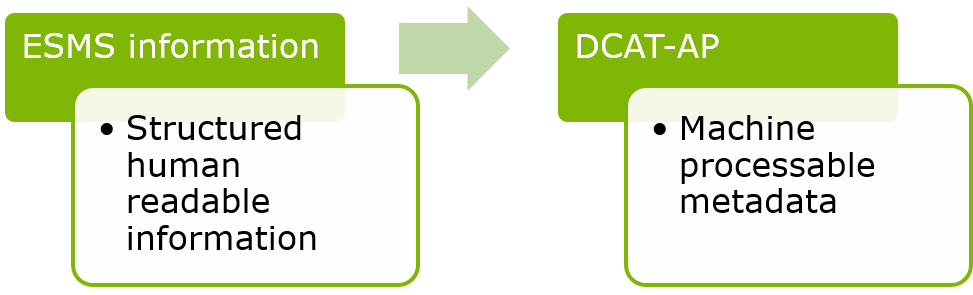 ESMS information
• Structured
human
readable
information
DCAT-AP
• Machine
processable
metadata